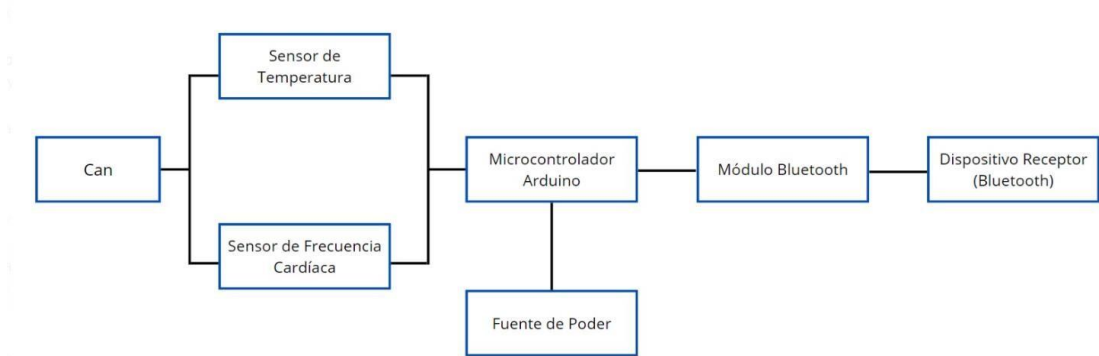 Sensor de
Temperatura
Can
Microcontrolador
Arduino
Módulo Bluetooth
Dispositivo Receptor
(Bluetooth)
Sensor de Frecuencia
Cardíaca
Fuente de Poder